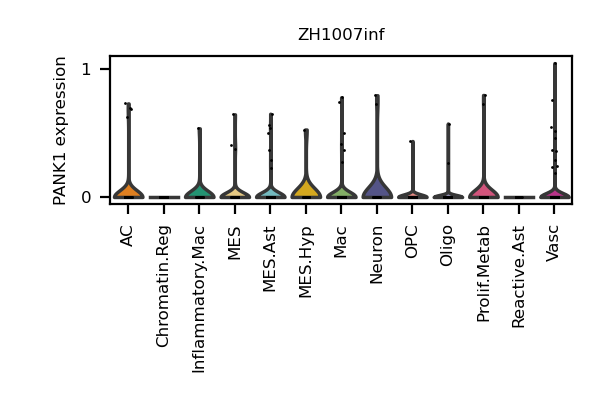 ZH1007inf
PANK1 expression
1
0
AC
Chromatin.Reg
Inflammatory.Mac
MES
MES.Ast
MES.Hyp
Mac
Neuron
OPC
Oligo
Prolif.Metab
Reactive.Ast
Vasc